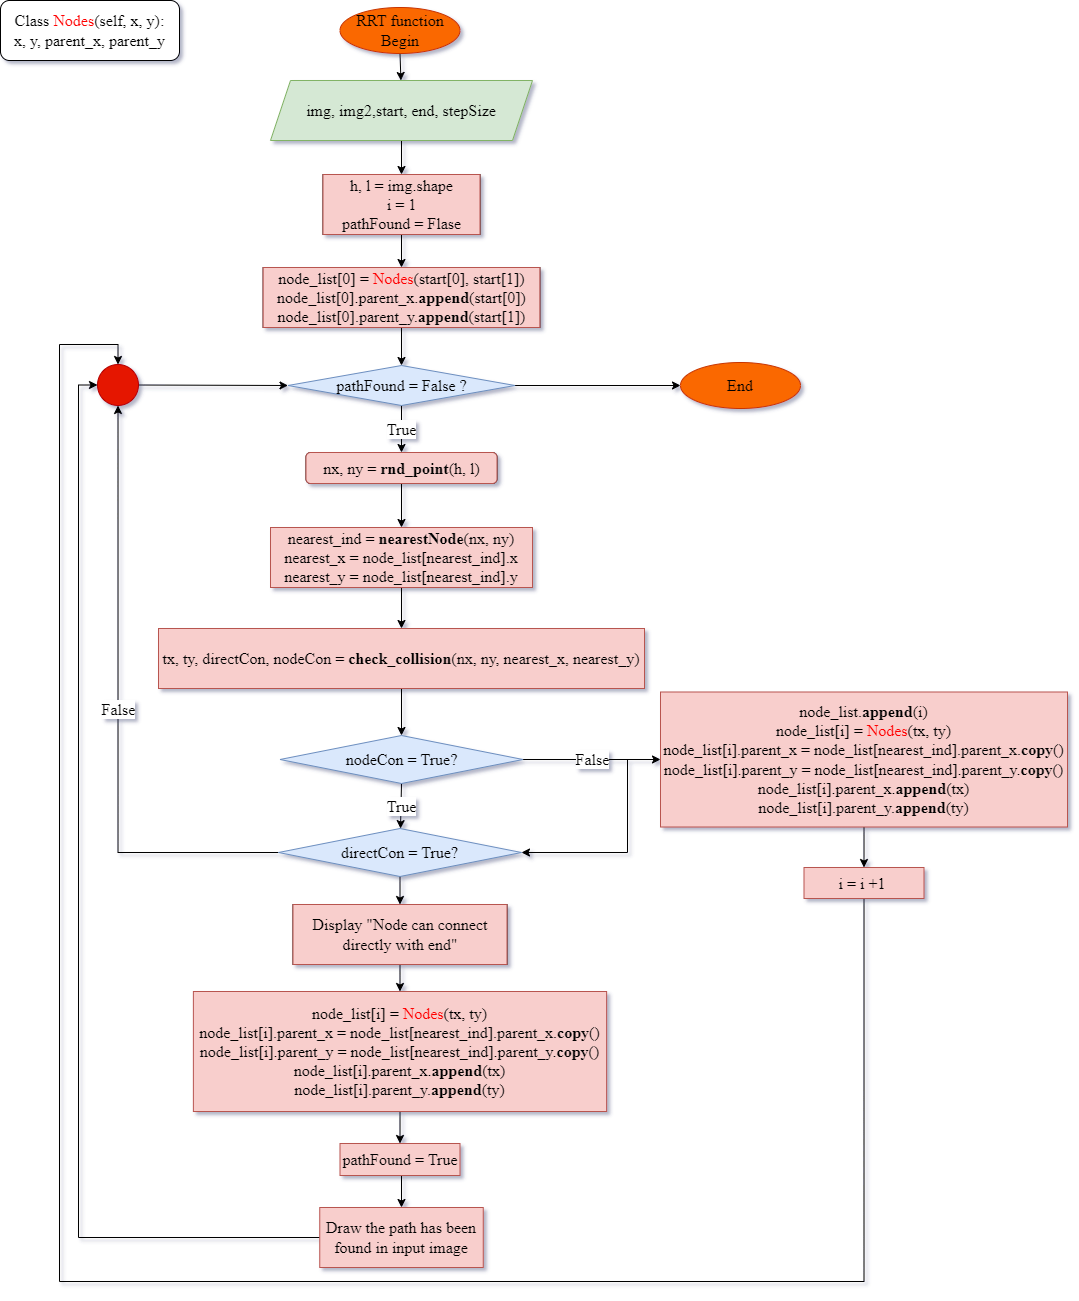 Class Nodes(self, x, y):
x, y, parent_x, parent_y
RRT function
Begin
img, img2,start, end, stepSize
h, l = img.shape
i = 1
pathFound = Flase
node_list[0] = Nodes(start[0], start[1])
node_list[0].parent_x.append(start[0])
node_list[0].parent_y.append(start[1])
pathFound = False ?
End
True
nx, ny = rnd_point(h, l)
nearest_ind = nearestNode(nx, ny)
nearest_x = node_list[nearest_ind].x
nearest_y = node_list[nearest_ind].y
tx, ty, directCon, nodeCon = check_collision(nx, ny, nearest_x, nearest_y)
False
nodeCon = True?
False
node_list.append(i)
node_list[i] = Nodes(tx, ty)
node_list[i].parent_x = node_list[nearest_ind].parent_x.copy()
node_list[i].parent_y = node_list[nearest_ind].parent_y.copy()
node_list[i].parent_x.append(tx)
node_list[i].parent_y.append(ty)
True
directCon = True?
i = i +1
Display "Node can connect
directly with end"
node_list[i] = Nodes(tx, ty)
node_list[i].parent_x = node_list[nearest_ind].parent_x.copy()
node_list[i].parent_y = node_list[nearest_ind].parent_y.copy()
node_list[i].parent_x.append(tx)
node_list[i].parent_y.append(ty)
pathFound = True
Draw the path has been
found in input image